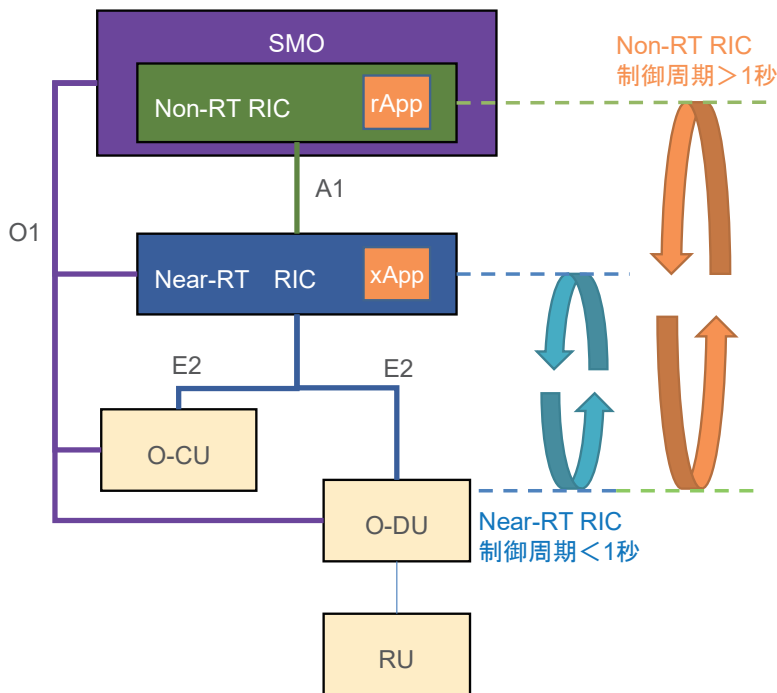 SMO
Non-RT RIC
rApp
Non-RT RIC
制御周期＞1秒
A1
O1
Near-RT RIC
xApp
E2
E2
O-CU
O-DU
Near-RT RIC
制御周期＜1秒
RU